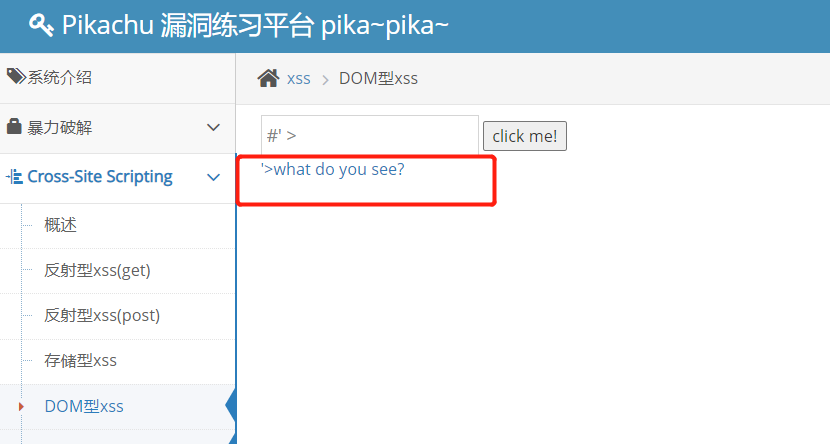 Pikachu 漏洞练习平台 pika~pika~
系统介绍
xss > DOM型xss
暴力破解
#' >
click me!
'>what do you see?
Cross-Site Scripting
概述
反射型xss(get)
反射型xss(post)
存储型xss
DOM型xss